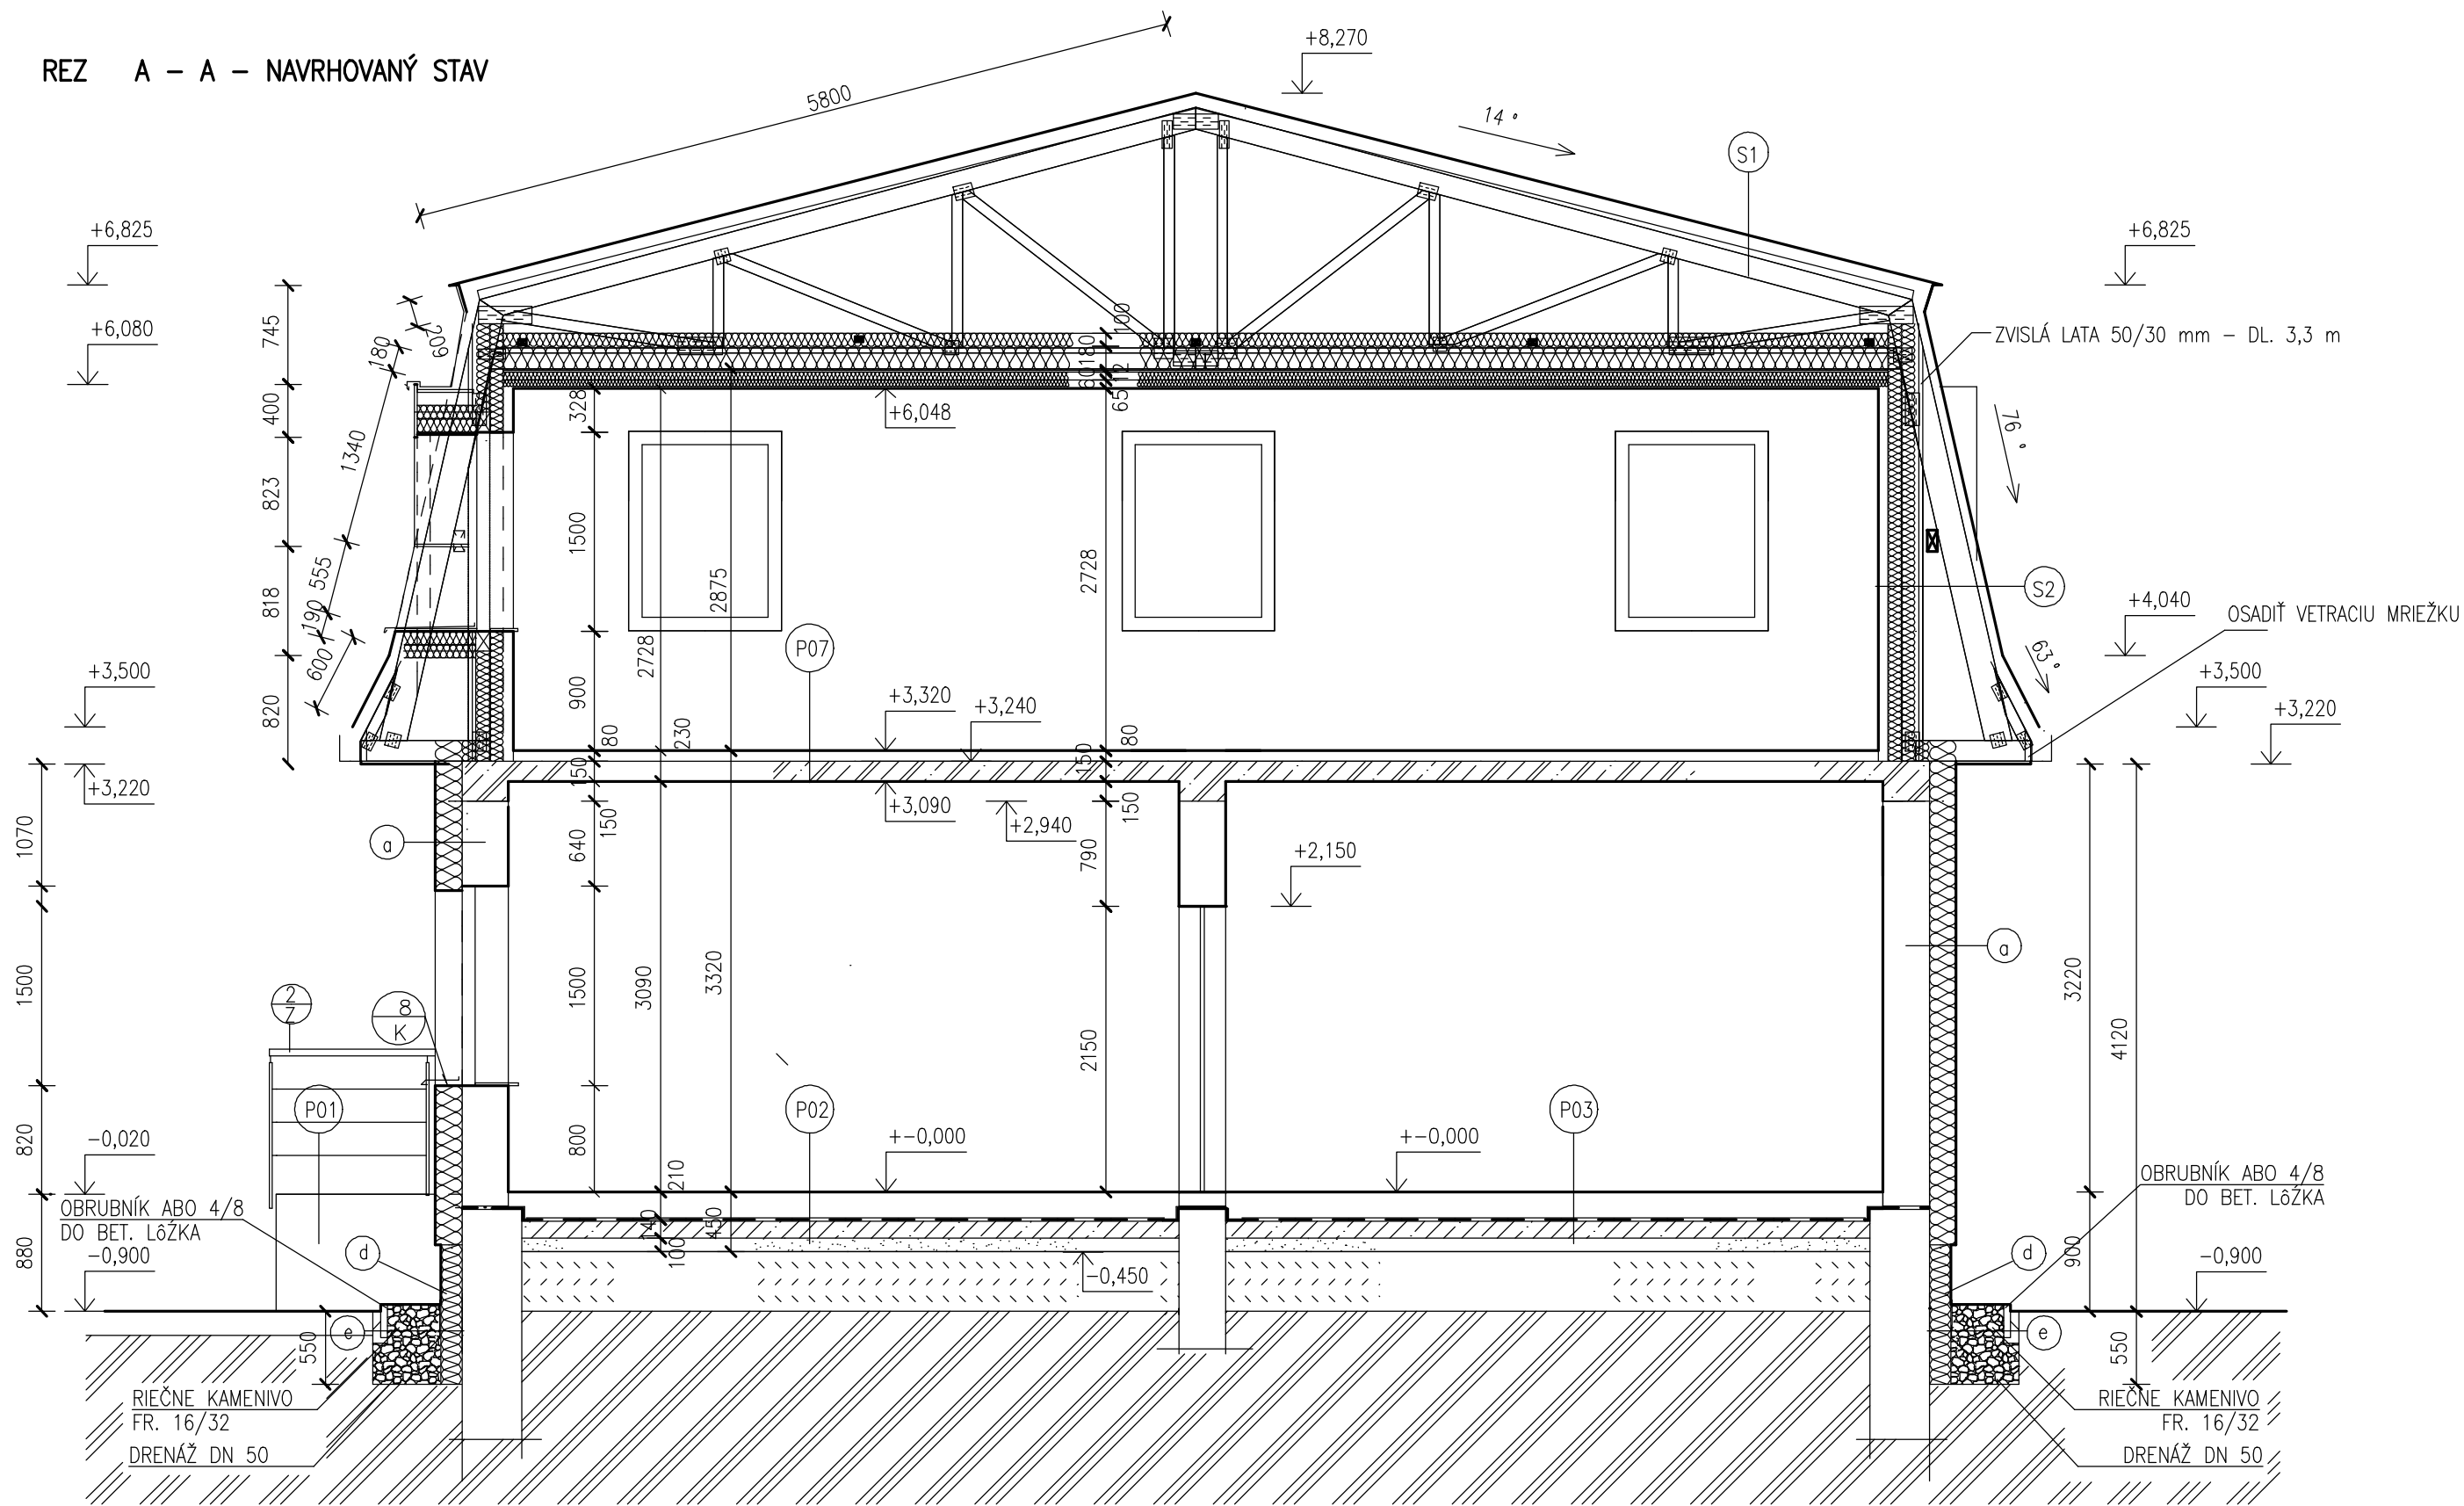 REZ A – A – NAVRHOVANÝ STAV
5800
+8,270
14°
S1
+6,825
+6,825
+6,080
745
209
180
400
1340
823
555
190
818
600
820
+3,500
+3,220
ZVISLÁ LATA 50/30 mm – DL. 3,3 m
76°
S2
+4,040
OSADIŤ VETRACIU MRIEŽKU
63°
+3,500
+3,220
100
180
12
60
65
328
+6,048
1500
2875
2728
2728
P07
900
80
230
+3,320
+3,240
80
150
150
+3,090
150
+2,940
150
1070
a
640
790
+2,150
1500
2
Z
8
K
1500
3090
3320
2150
a
3220
4120
P01
P02
P03
820
-0,020
800
210
+-0,000
+-0,000
OBRUBNÍK ABO 4/8
DO BET. LôŽKA
OBRUBNÍK ABO 4/8
DO BET. LôŽKA
880
-0,900
d
140
100
450
-0,450
d
900
-0,900
e
550
e
550
RIEČNE KAMENIVO
FR. 16/32
DRENÁŽ DN 50
RIEČNE KAMENIVO
FR. 16/32
DRENÁŽ DN 50